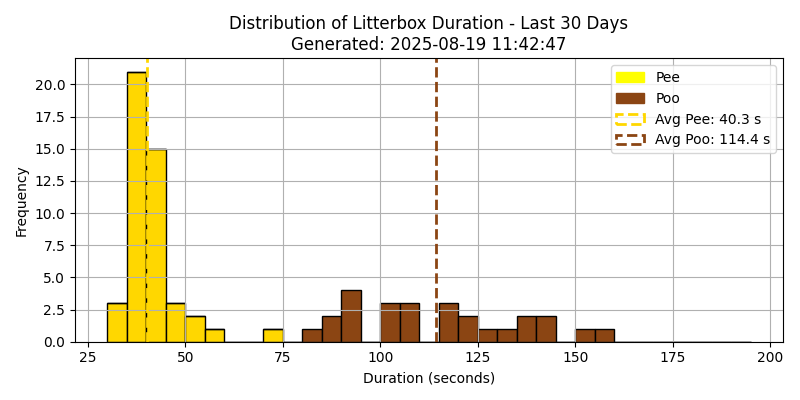 Distribution of Litterbox Duration - Last 30 Days
Generated: 2025-08-19 11:42:47
Pee
Poo
Avg Pee: 40.3 s
Avg Poo: 114.4 s
Frequency
20.0
17.5
15.0
12.5
10.0
7.5
5.0
2.5
0.0
25 50 75 100 125 150 175 200
Duration (seconds)